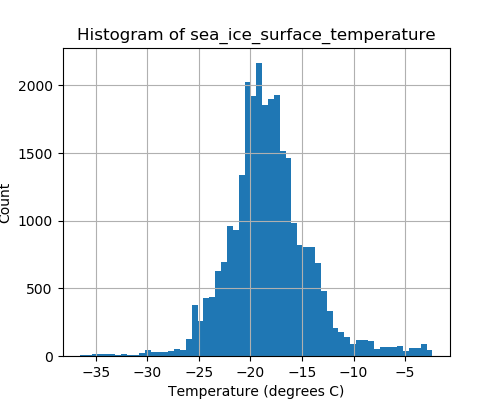 Histogram of sea_ice_surface_temperature
2000
1500
1000
500
0
Count
−35 −30 −25 −20 −15 −10 −5
Temperature (degrees C)